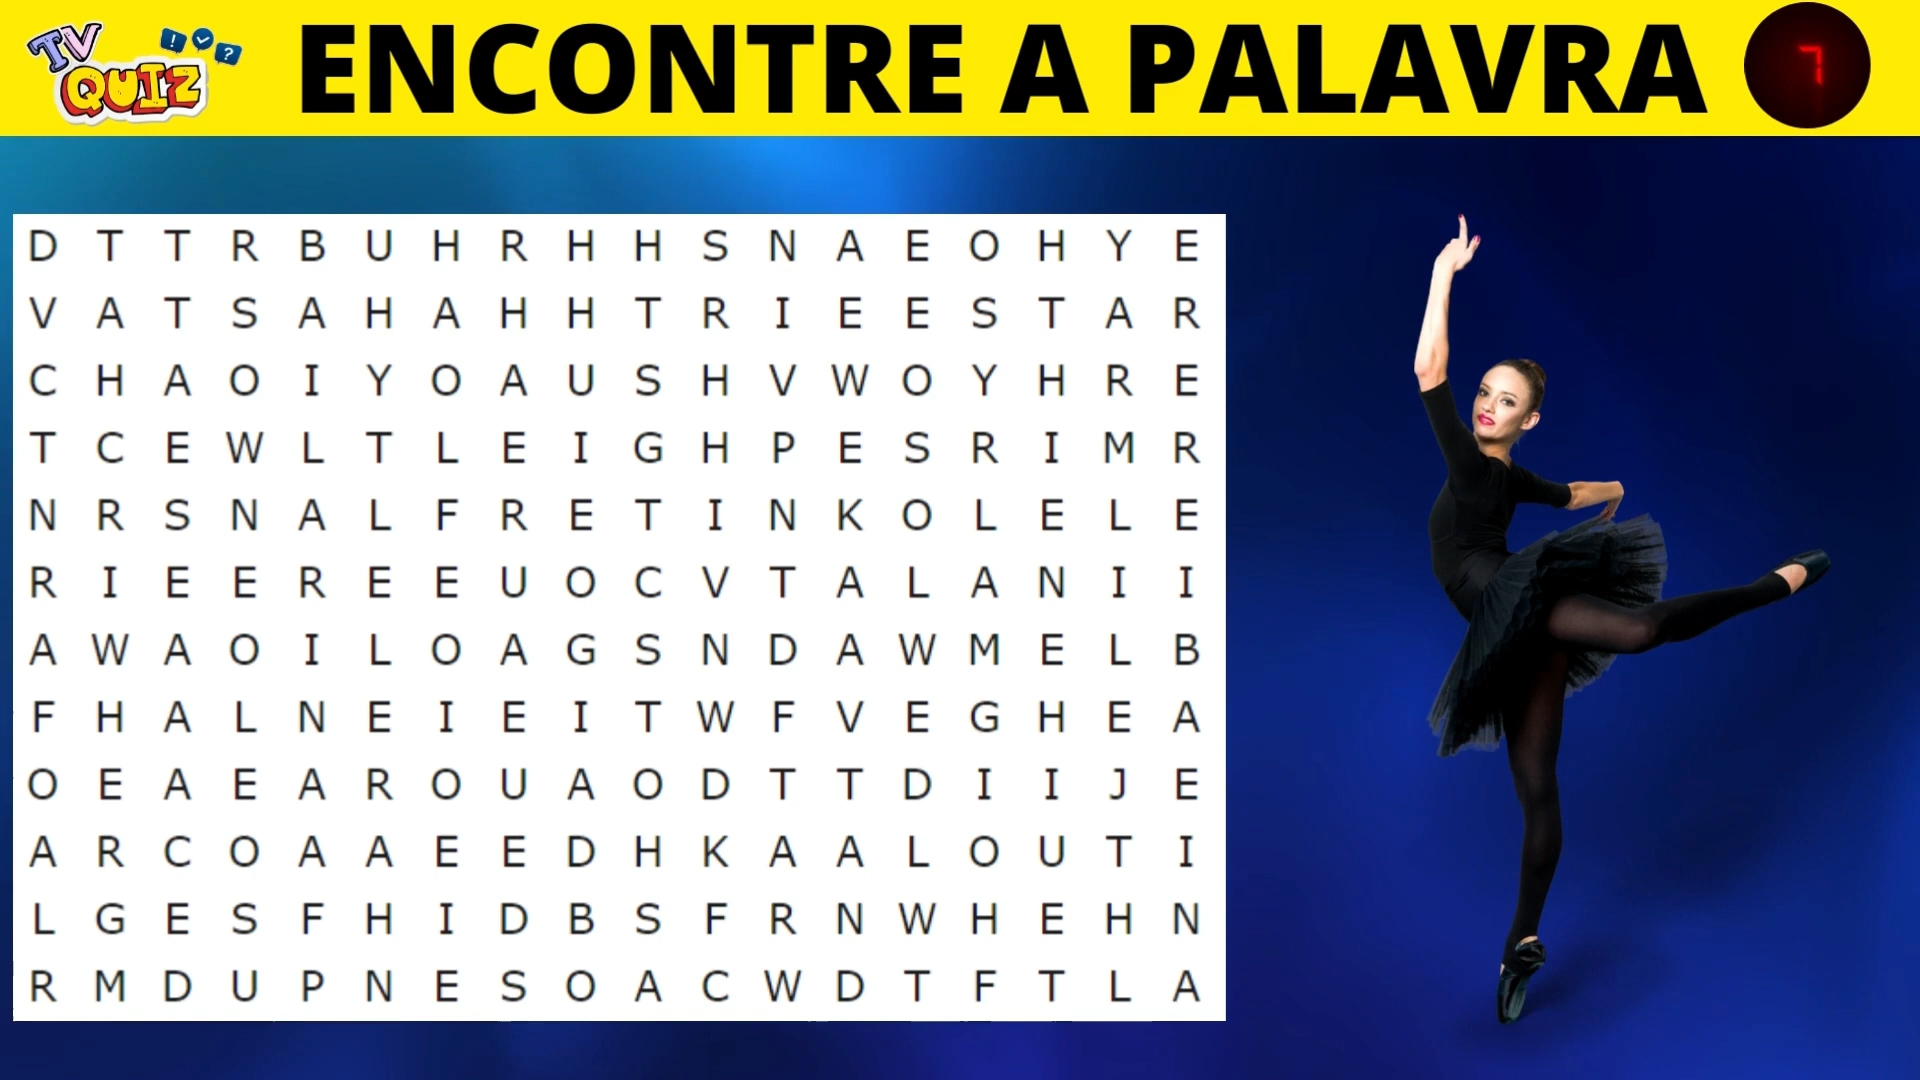 TV QUIZ ! ?
ENCONTRE A PALAVRA
7
D T T R B U H R H H S N A E O H Y E
V A T S A H A H H T R I E E S T A R
C H A O I Y O A U S H V W O Y H R E
T C E W L T L E I G H P E S R I M R
N R S N A L F R E T I N K O L E L E
R I E E R E E U O C V T A L A N I I
A W A O I L O A G S N D A W M E L B
F H A L N E I E I T W F V E G H E A
O E A E A R O U A O D T T D I I J E
A R C O A A E E D H K A A L O U T I
L G E S F H I D B S F R N W H E H N
R M D U P N E S O A C W D T F T L A